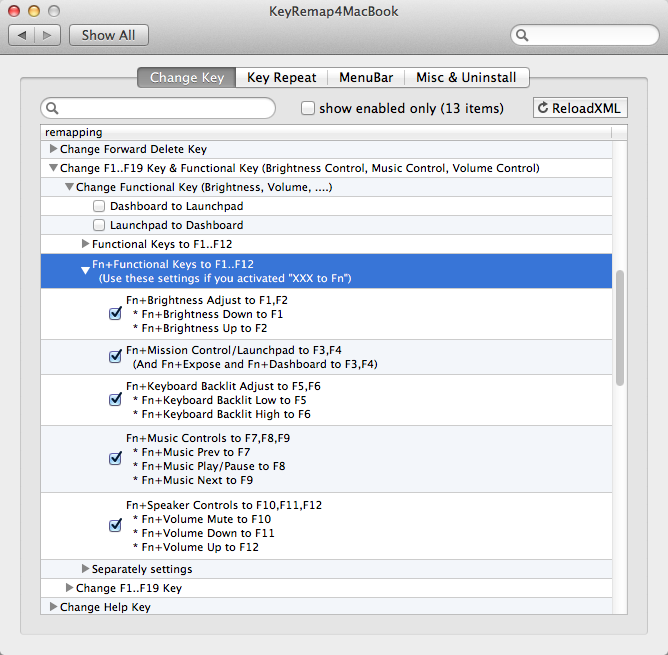 KeyRemap4MacBook
Show All
Change Key
Key Repeat
MenuBar
Misc & Uninstall
show enabled only (13 items)
ReloadXML
remapping
Change Forward Delete Key
Change F1..F19 Key & Functional Key (Brightness Control, Music Control, Volume Control)
Change Functional Key (Brightness, Volume, ....)
Dashboard to Launchpad
Launchpad to Dashboard
Functional Keys to F1..F12
Fn+Functional Keys to F1..F12
(Use these settings if you activated "XXX to Fn")
Fn+Brightness Adjust to F1,F2
* Fn+Brightness Down to F1
* Fn+Brightness Up to F2
Fn+Mission Control/Launchpad to F3,F4
(And Fn+Expose and Fn+Dashboard to F3,F4)
Fn+Keyboard Backlit Adjust to F5,F6
* Fn+Keyboard Backlit Low to F5
* Fn+Keyboard Backlit High to F6
Fn+Music Controls to F7,F8,F9
* Fn+Music Prev to F7
* Fn+Music Play/Pause to F8
* Fn+Music Next to F9
Fn+Speaker Controls to F10,F11,F12
* Fn+Volume Mute to F10
* Fn+Volume Down to F11
* Fn+Volume Up to F12
Separately settings
Change F1..F19 Key
Change Help Key